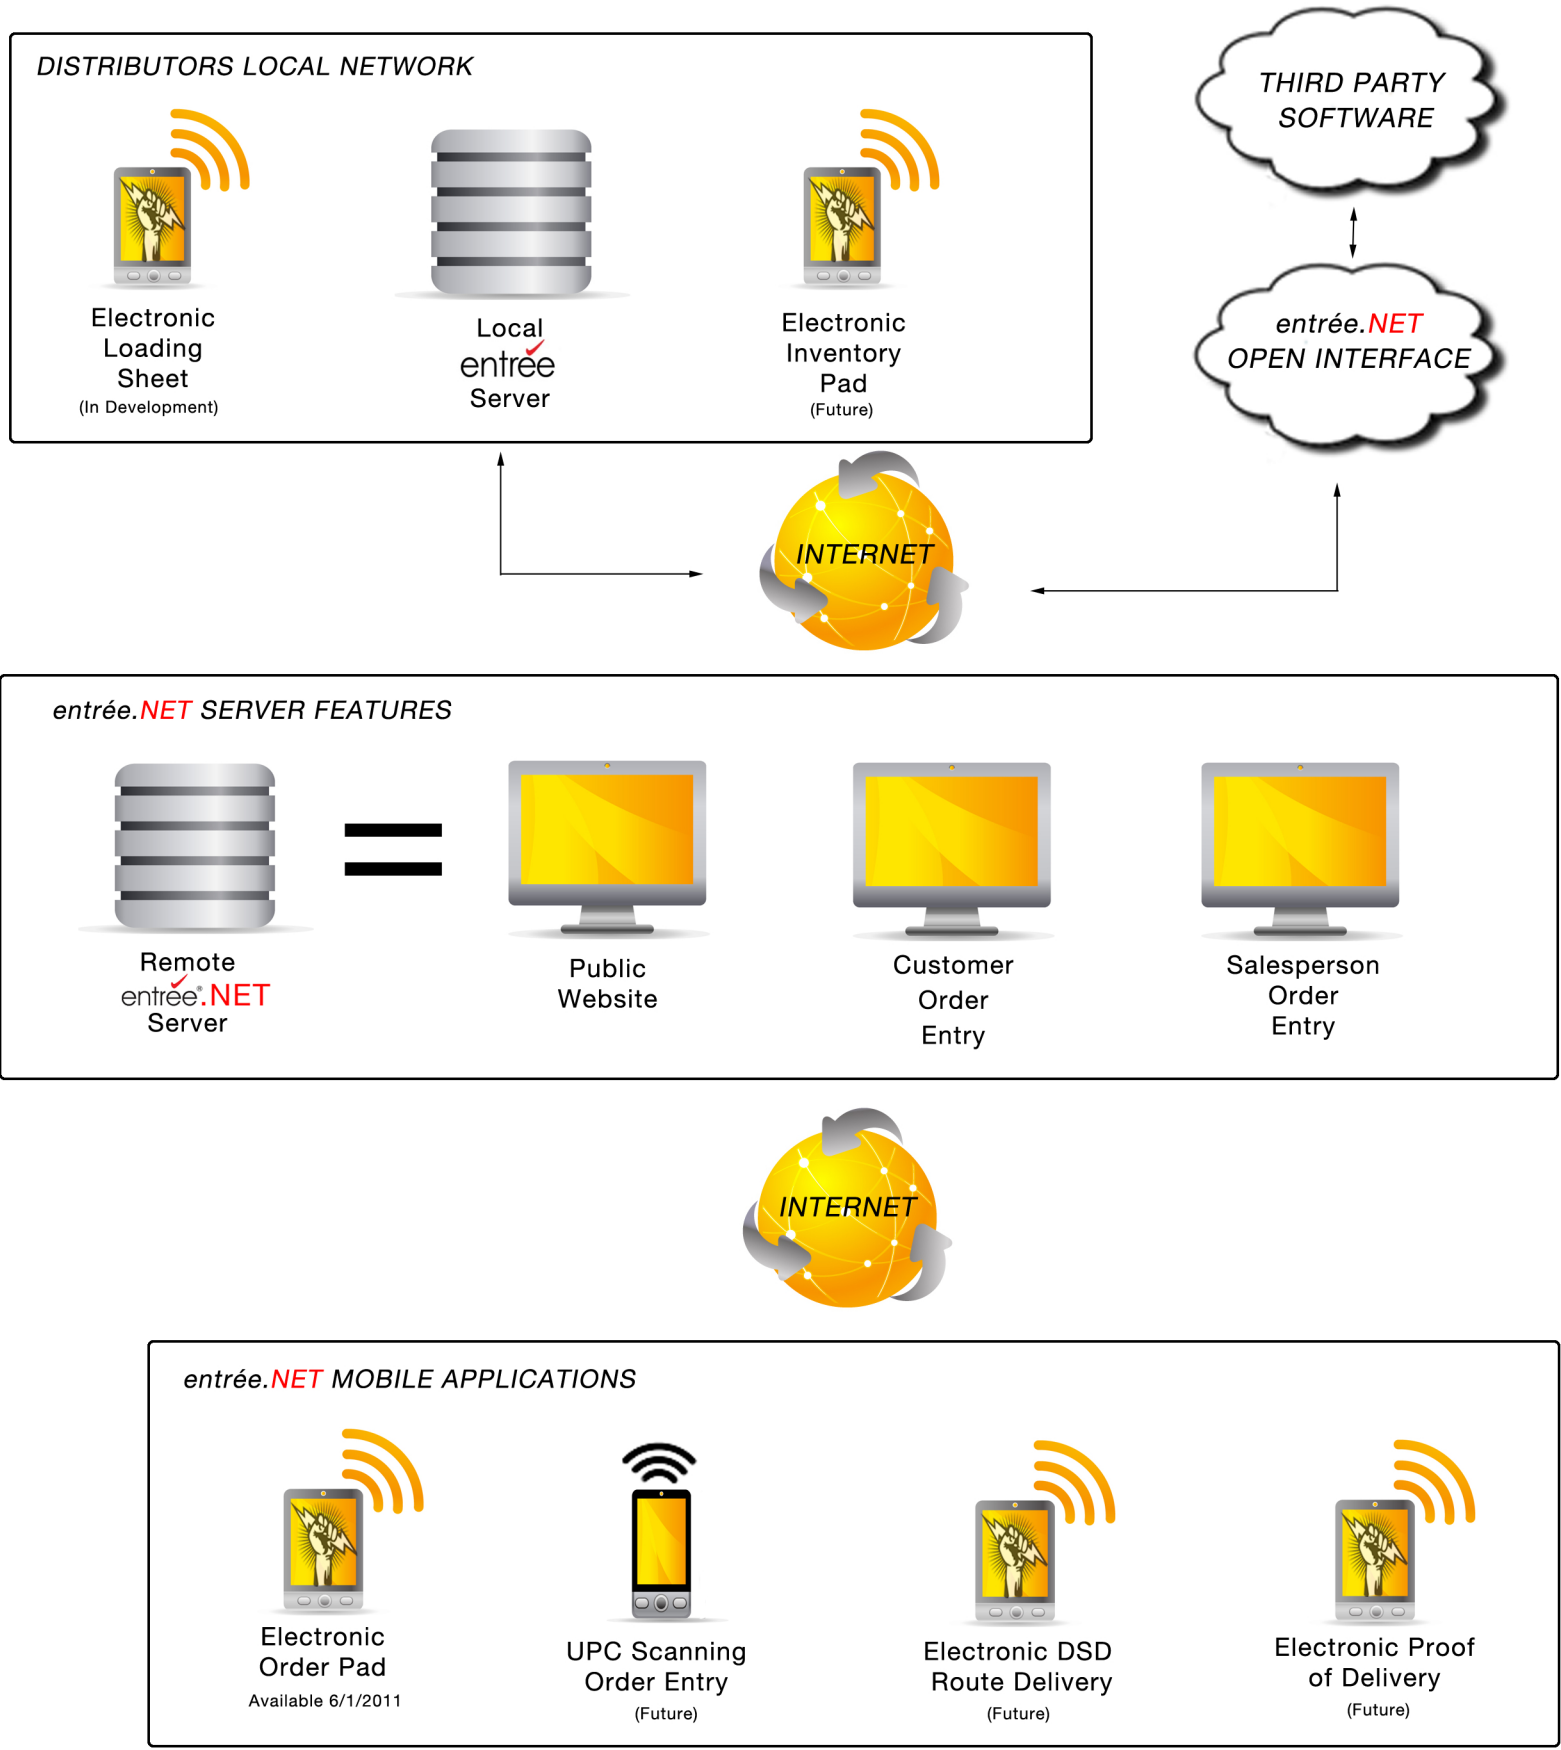 DISTRIBUTORS LOCAL NETWORK
Electronic
Loading
Sheet
(In Development)
Local
entrée
Server
Electronic
Inventory
Pad
(Future)
THIRD PARTY
SOFTWARE
entrée.NET
OPEN INTERFACE
INTERNET
entrée.NET SERVER FEATURES
Remote
entrée®.NET
Server
Public
Website
Customer
Order
Entry
Salesperson
Order
Entry
INTERNET
entrée.NET MOBILE APPLICATIONS
Electronic
Order Pad
Available 6/1/2011
UPC Scanning
Order Entry
(Future)
Electronic DSD
Route Delivery
(Future)
Electronic Proof
of Delivery
(Future)